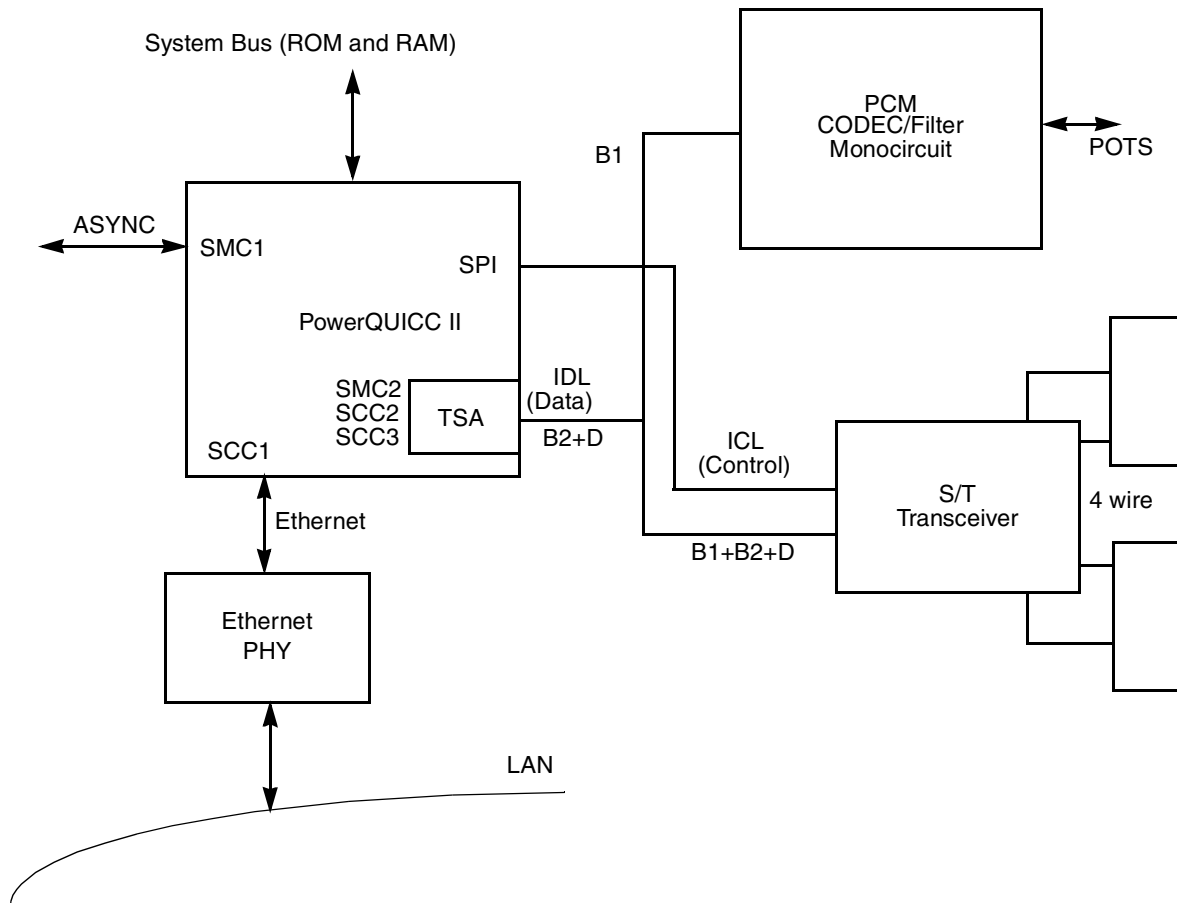 System Bus (ROM and RAM)
PCM
CODEC/Filter
Monocircuit
POTS
B1
ASYNC
SMC1
SPI
PowerQUICC II
SMC2
SCC2
SCC3
TSA
IDL
(Data)
B2+D
SCC1
ICL
(Control)
S/T
Transceiver
4 wire
B1+B2+D
Ethernet
Ethernet
PHY
LAN